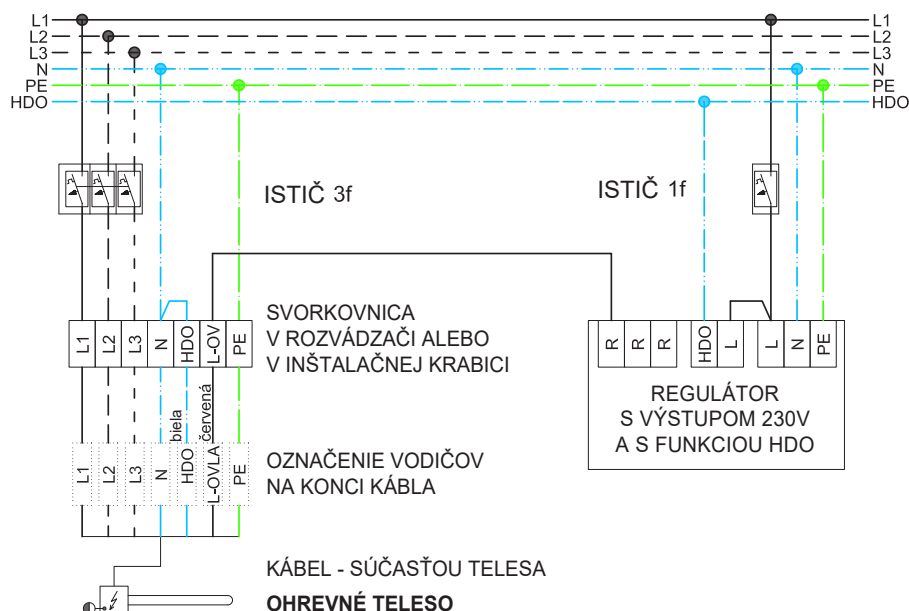 L1 L1
L2 L2
L3 L3
N N
PE PE
HDO HDO
ISTIČ 3f
ISTIČ 1f
SVORKOVNICA
V ROZVÁDZAČI ALEBO
V INŠTALAČNEJ KRABICI
L1 L2 L3 N HDO L-OV PE
R R R HDO L L N PE
REGULÁTOR
S VÝSTUPOM 230V
A S FUNKCIOU HDO
biela
červená
L1 L2 L3 N HDO L-OVLA PE
OZNAČENIE VODIČOV
NA KONCI KÁBLA
KÁBEL - SÚČASŤOU TELESA
OHREVNÉ TELESO